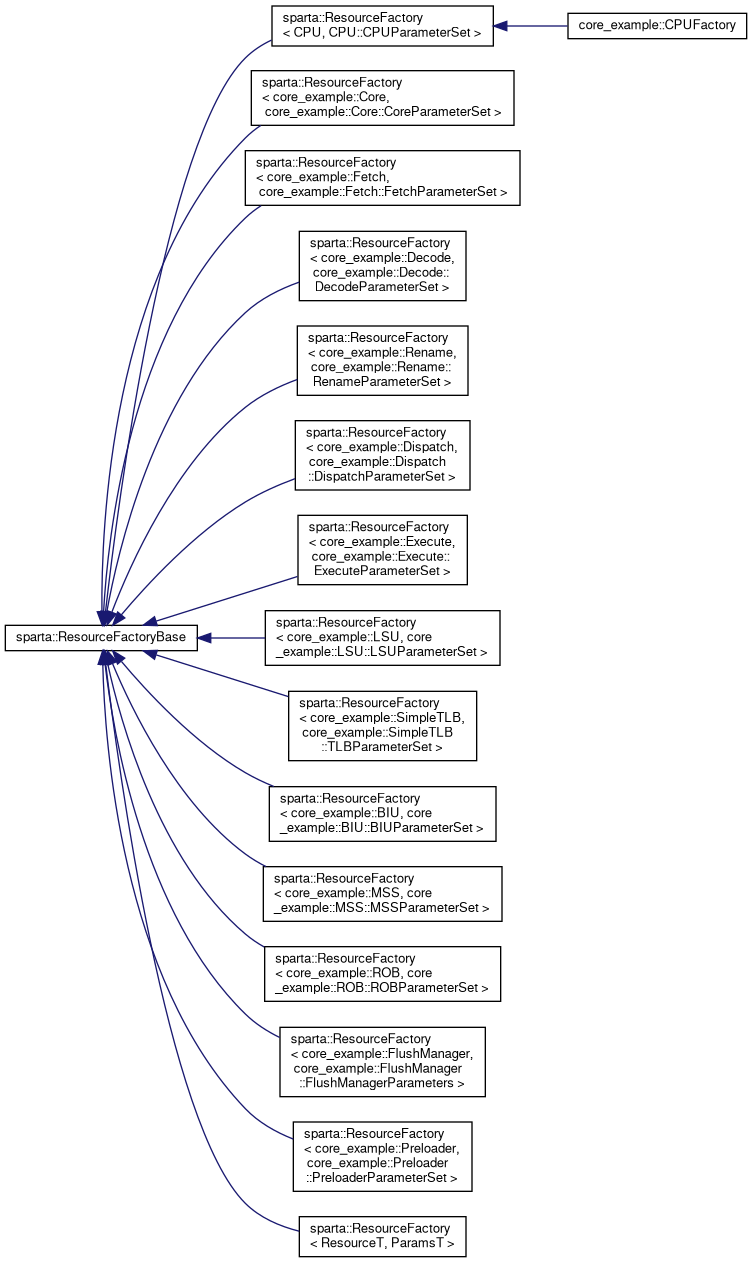 sparta::ResourceFactory
< CPU, CPU::CPUParameterSet >
core_example::CPUFactory
sparta::ResourceFactory
< core_example::Core,
core_example::Core::CoreParameterSet >
sparta::ResourceFactory
< core_example::Fetch,
core_example::Fetch::FetchParameterSet >
sparta::ResourceFactory
< core_example::Decode,
core_example::Decode::
DecodeParameterSet >
sparta::ResourceFactory
< core_example::Rename,
core_example::Rename::
RenameParameterSet >
sparta::ResourceFactory
< core_example::Dispatch,
core_example::Dispatch
::DispatchParameterSet >
sparta::ResourceFactory
< core_example::Execute,
core_example::Execute::
ExecuteParameterSet >
sparta::ResourceFactoryBase
sparta::ResourceFactory
< core_example::LSU, core
_example::LSU::LSUParameterSet >
sparta::ResourceFactory
< core_example::SimpleTLB,
core_example::SimpleTLB
::TLBParameterSet >
sparta::ResourceFactory
< core_example::BIU, core
_example::BIU::BIUParameterSet >
sparta::ResourceFactory
< core_example::MSS, core
_example::MSS::MSSParameterSet >
sparta::ResourceFactory
< core_example::ROB, core
_example::ROB::ROBParameterSet >
sparta::ResourceFactory
< core_example::FlushManager,
core_example::FlushManager
::FlushManagerParameters >
sparta::ResourceFactory
< core_example::Preloader,
core_example::Preloader
::PreloaderParameterSet >
sparta::ResourceFactory
< ResourceT, ParamsT >